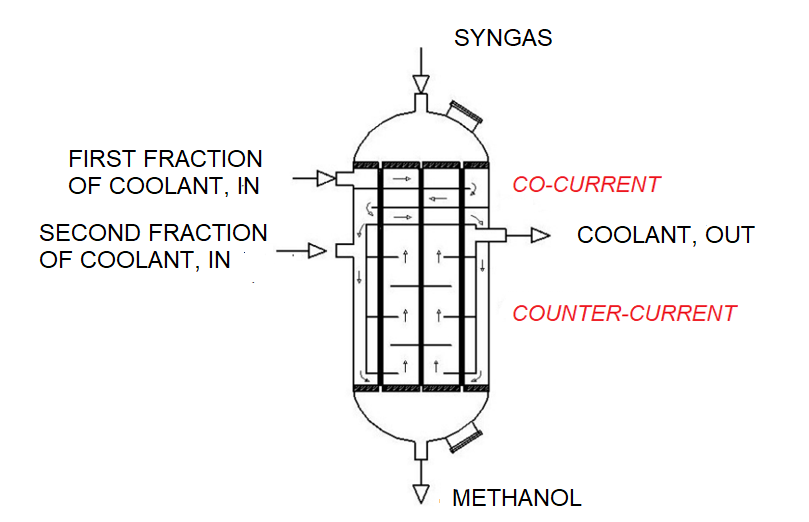 SYNGAS
FIRST FRACTION
OF COOLANT, IN
CO-CURRENT
SECOND FRACTION
OF COOLANT, IN
COOLANT, OUT
COUNTER-CURRENT
METHANOL